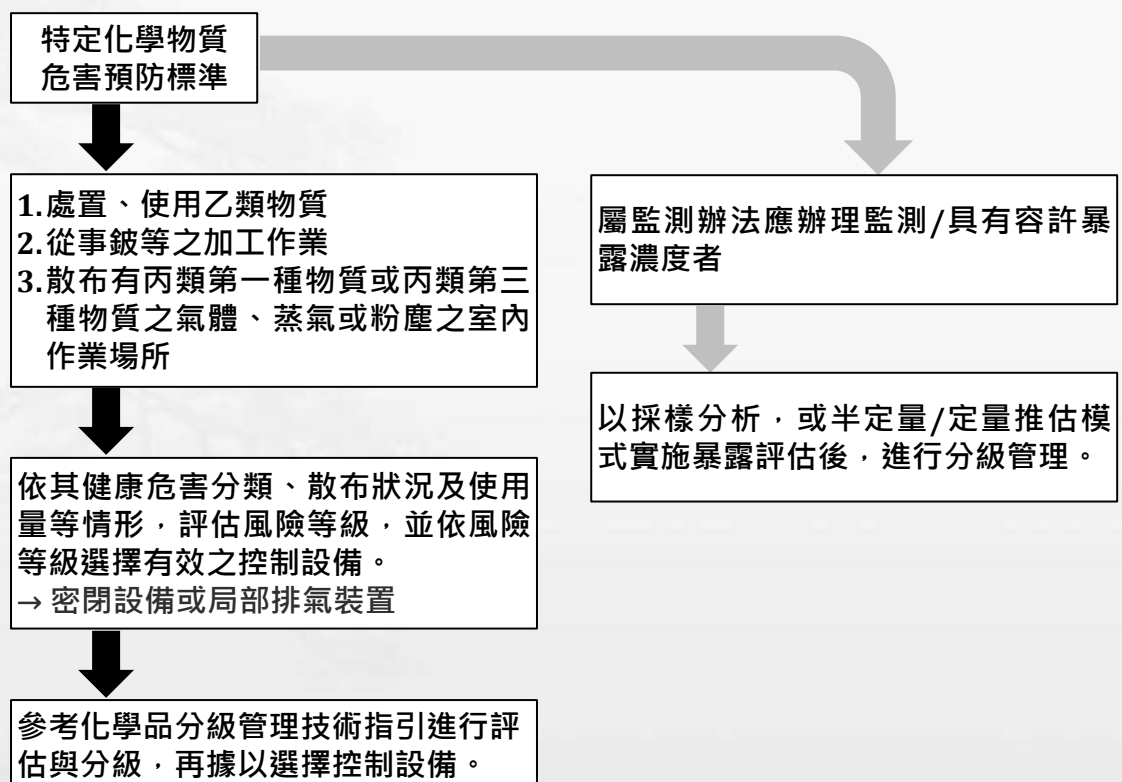 特定化學物質
危害預防標準
1.處置、使用乙類物質
2.從事鈹等之加工作業
3.散布有丙類第一種物質或丙類第三
種物質之氣體、蒸氣或粉塵之室內
作業場所
依其健康危害分類、散布狀況及使用
量等情形，評估風險等級，並依風險
等級選擇有效之控制設備。
→ 密閉設備或局部排氣裝置
參考化學品分級管理技術指引進行評
估與分級，再據以選擇控制設備。
屬監測辦法應辦理監測/具有容許暴
露濃度者
以採樣分析，或半定量/定量推估模
式實施暴露評估後，進行分級管理。